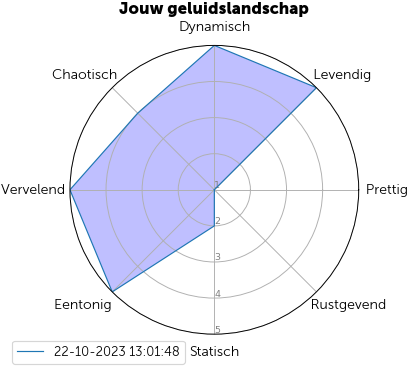 Jouw geluidslandschap
Dynamisch
Chaotisch
Levendig
Vervelend
Prettig
1
2
3
4
5
Eentonig
Rustgevend
22-10-2023 13:01:48
Statisch